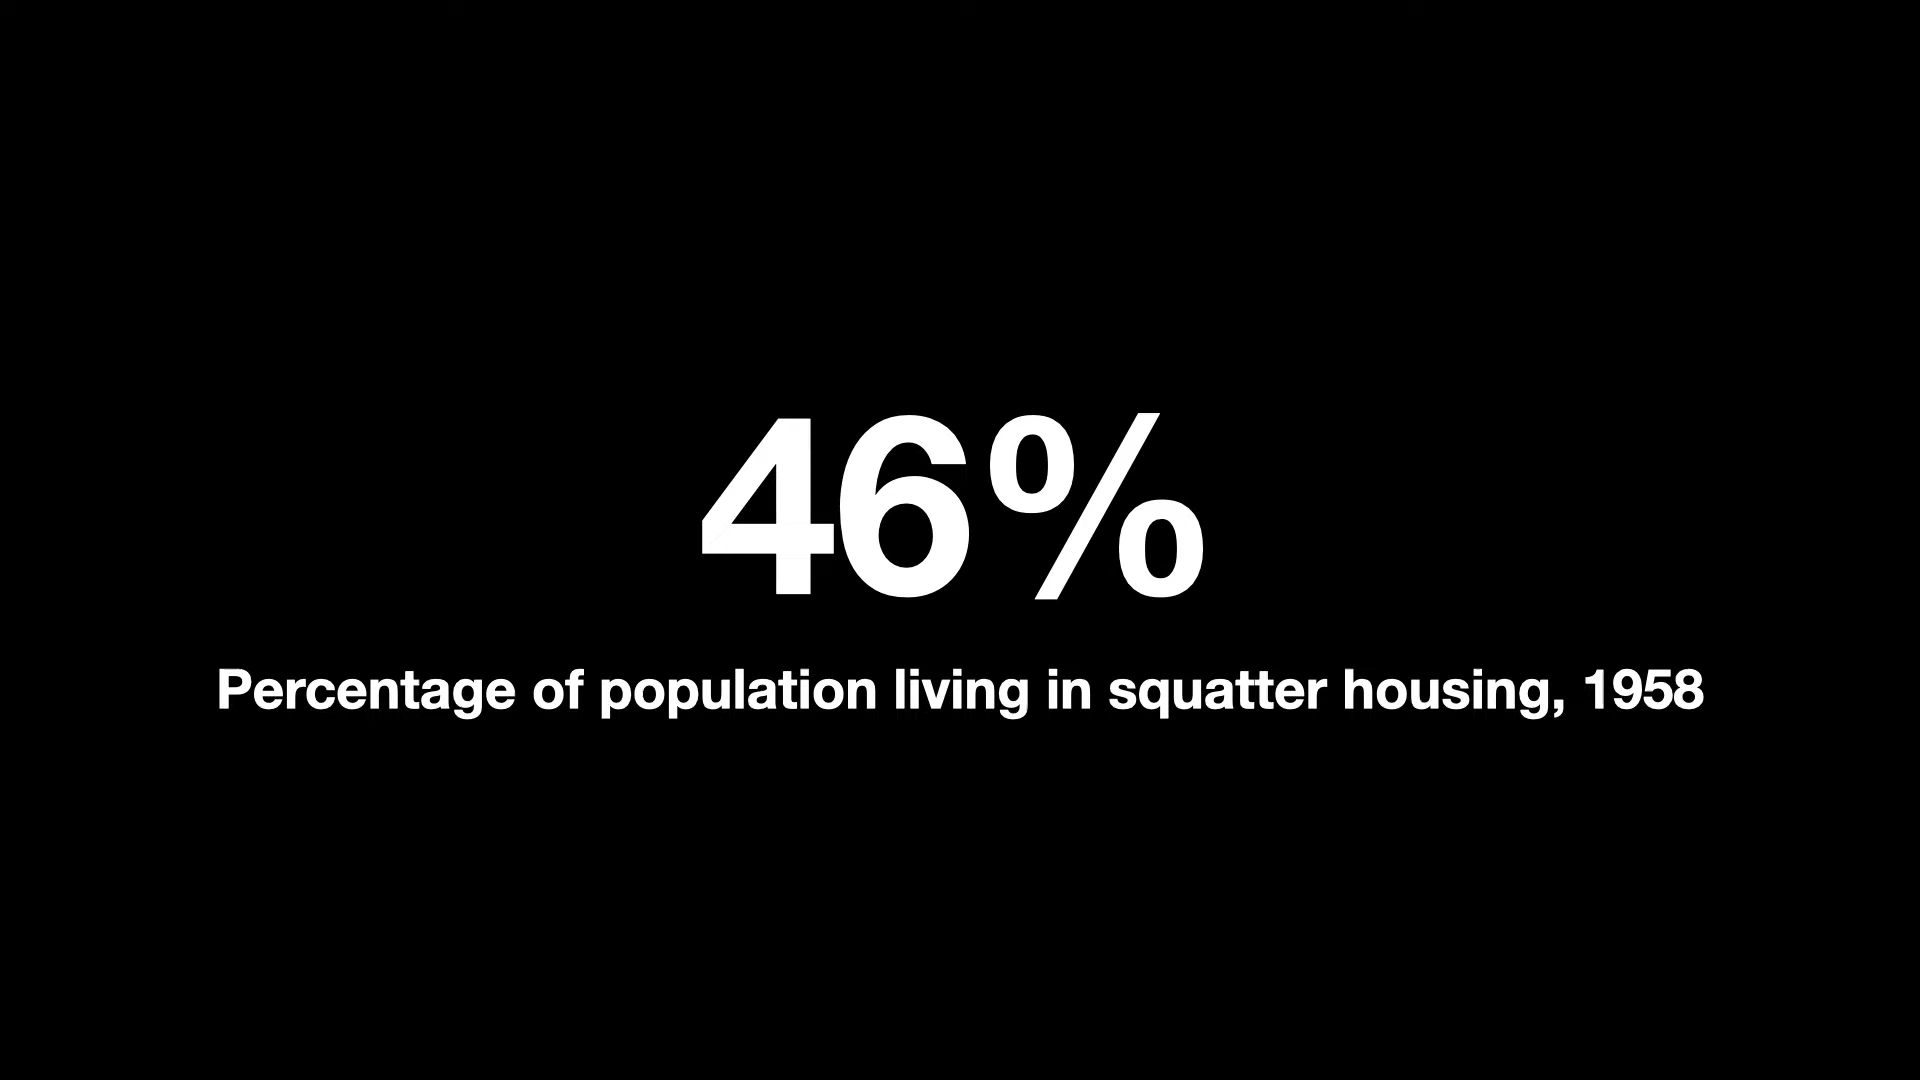 46%
Percentage of population living in squatter housing, 1958